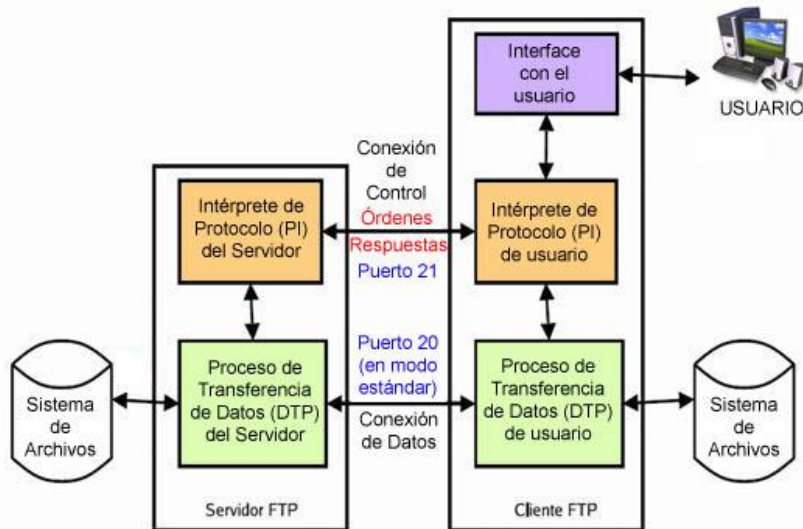 Interface
con el
usuario
USUARIO
Conexión
de
Control
Órdenes
Respuestas
Puerto 21
Intérprete de
Protocolo (PI)
del Servidor
Intérprete de
Protocolo (PI)
de usuario
Puerto 20
(en modo
estándar)
Conexión
de Datos
Sistema
de
Archivos
Proceso de
Transferencia
de Datos (DTP)
del Servidor
Proceso de
Transferencia
de Datos (DTP)
de usuario
Sistema
de
Archivos
Servidor FTP
Cliente FTP